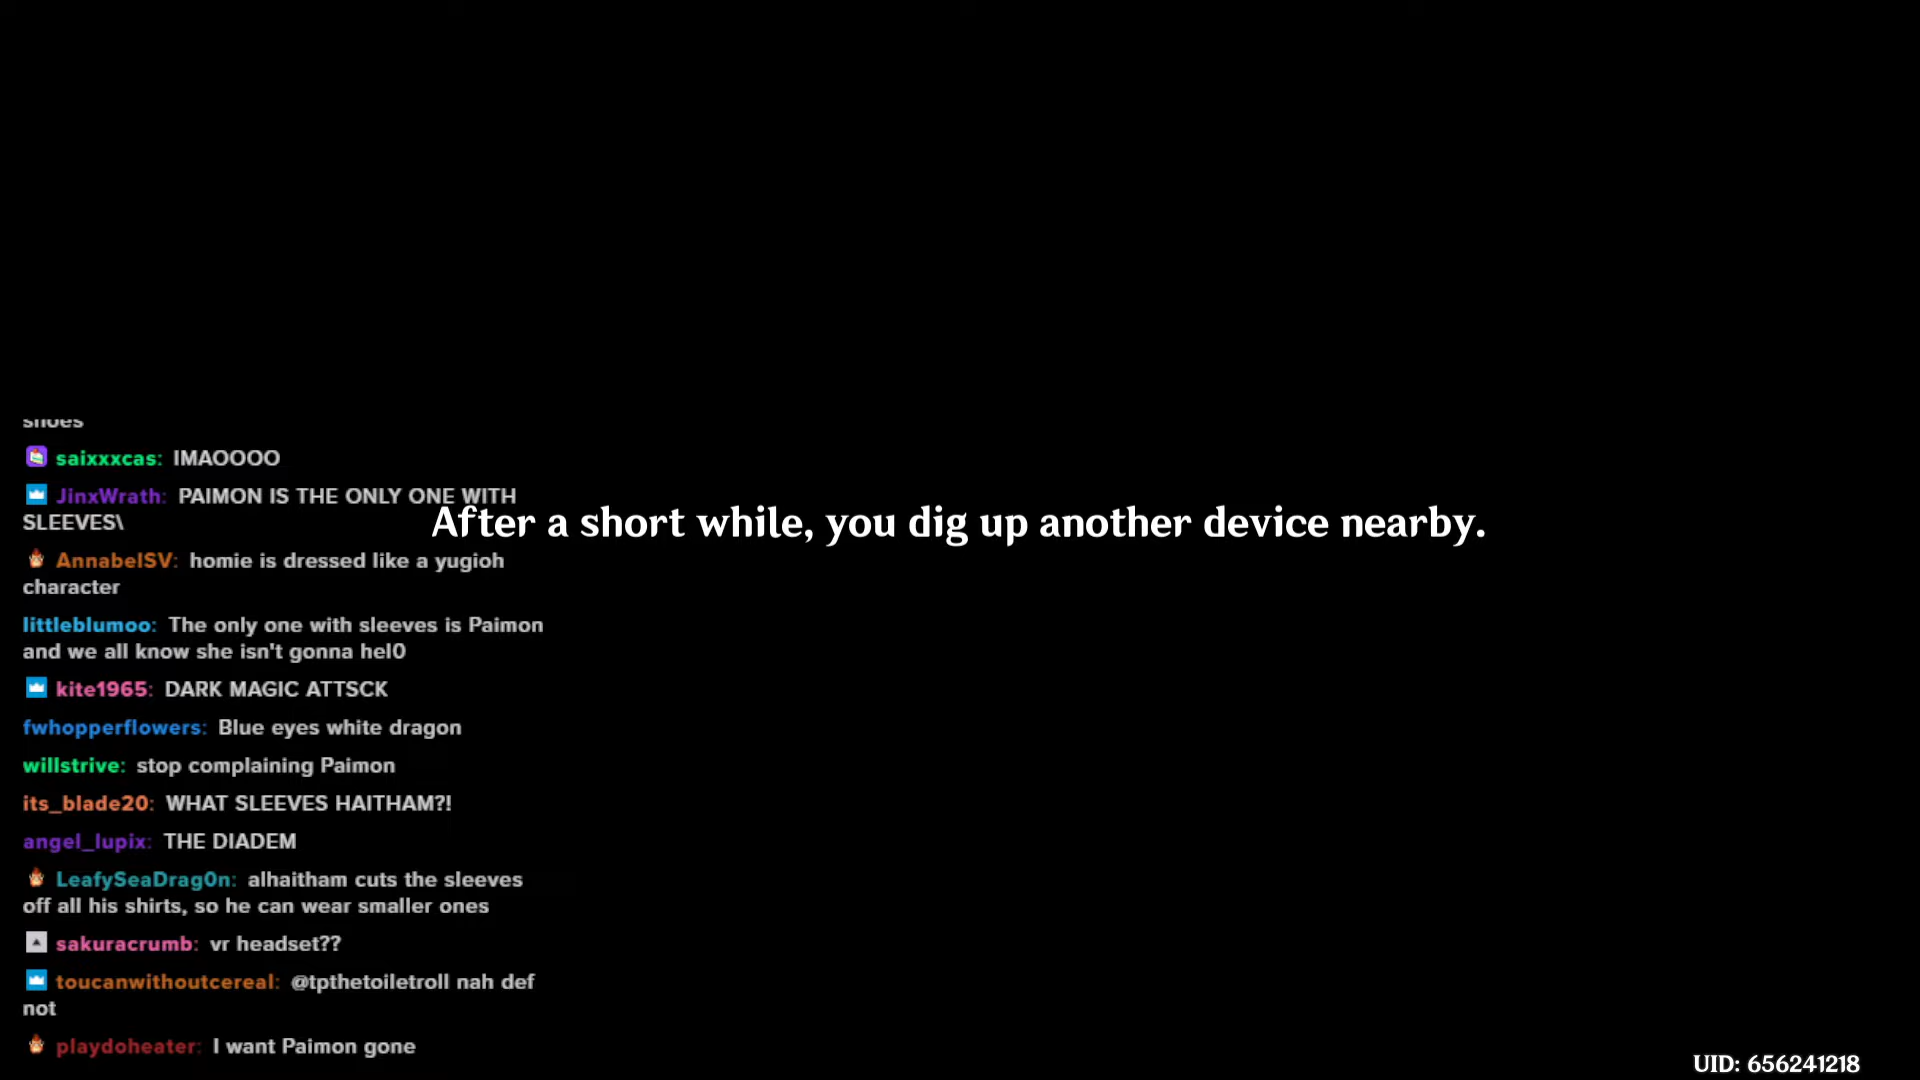 shoes
saixxxcas: IMAOOOO
JinxWrath: PAIMON IS THE ONLY ONE WITH
SLEEVES\
After a short while, you dig up another device nearby.
AnnabelSV: homie is dressed like a yugioh
character
littleblumoo: The only one with sleeves is Paimon
and we all know she isn't gonna hel0
kite1965: DARK MAGIC ATTSCK
fwhopperflowers: Blue eyes white dragon
willstrive: stop complaining Paimon
its_blade20: WHAT SLEEVES HAITHAM?!
angel_lupix: THE DIADEM
LeafySeaDrag0n: alhaitham cuts the sleeves
off all his shirts, so he can wear smaller ones
sakuracrumb: vr headset??
toucanwithoutcereal: @tpthetoiletroll nah def
not
playdoheater: I want Paimon gone
UID: 656241218